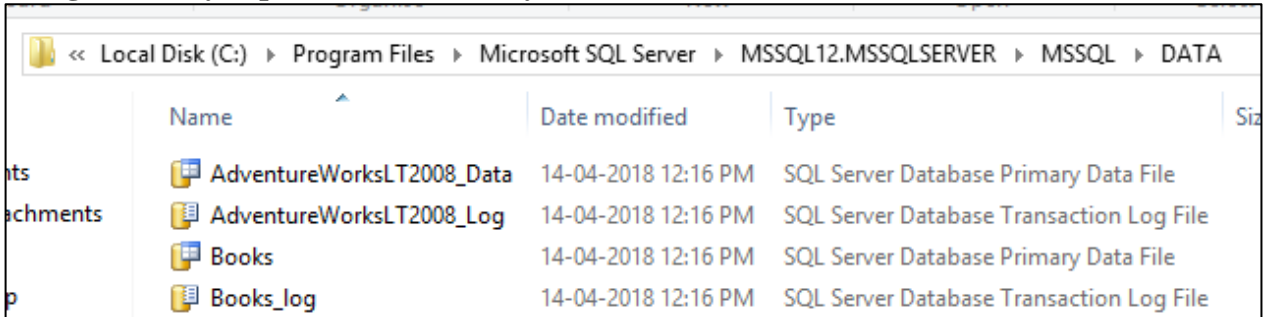 « Local Disk (C:) ▸ Program Files ▸ Microsoft SQL Server ▸ MSSQL12.MSSQLSERVER ▸ MSSQL ▸ DATA
Name Date modified Type
AdventureWorksLT2008_Data 14-04-2018 12:16 PM SQL Server Database Primary Data File
achments AdventureWorksLT2008_Log 14-04-2018 12:16 PM SQL Server Database Transaction Log File
Books 14-04-2018 12:16 PM SQL Server Database Primary Data File
Books_log 14-04-2018 12:16 PM SQL Server Database Transaction Log File